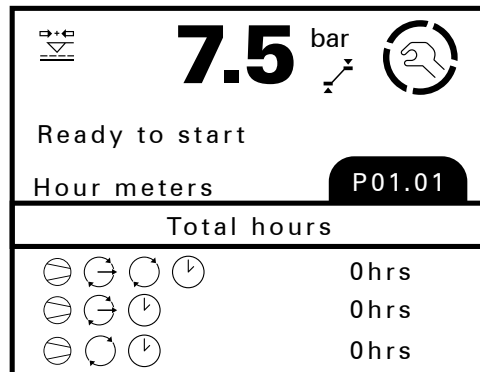 7.5 bar
Ready to start
Hour meters P01.01
Total hours
0hrs
0hrs
0hrs